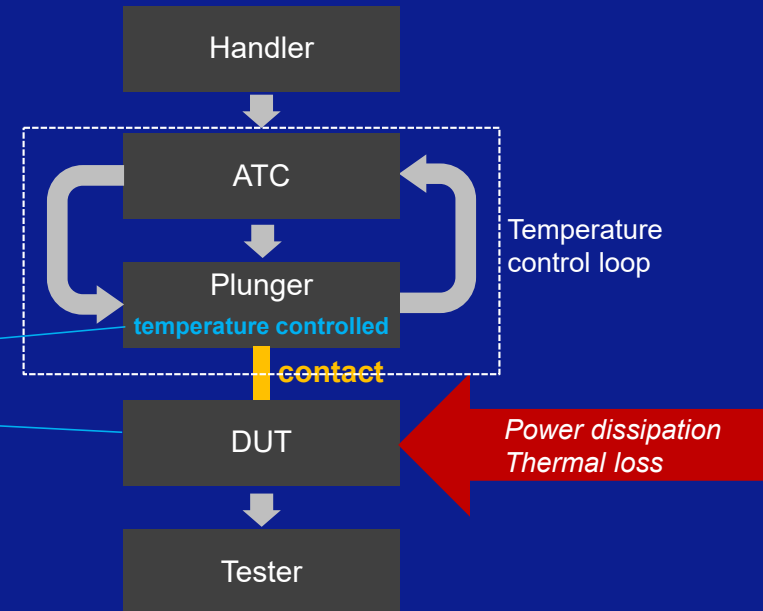 Handler
ATC
Temperature
control loop
Plunger
temperature controlled
contact
DUT
Power dissipation
Thermal loss
Tester